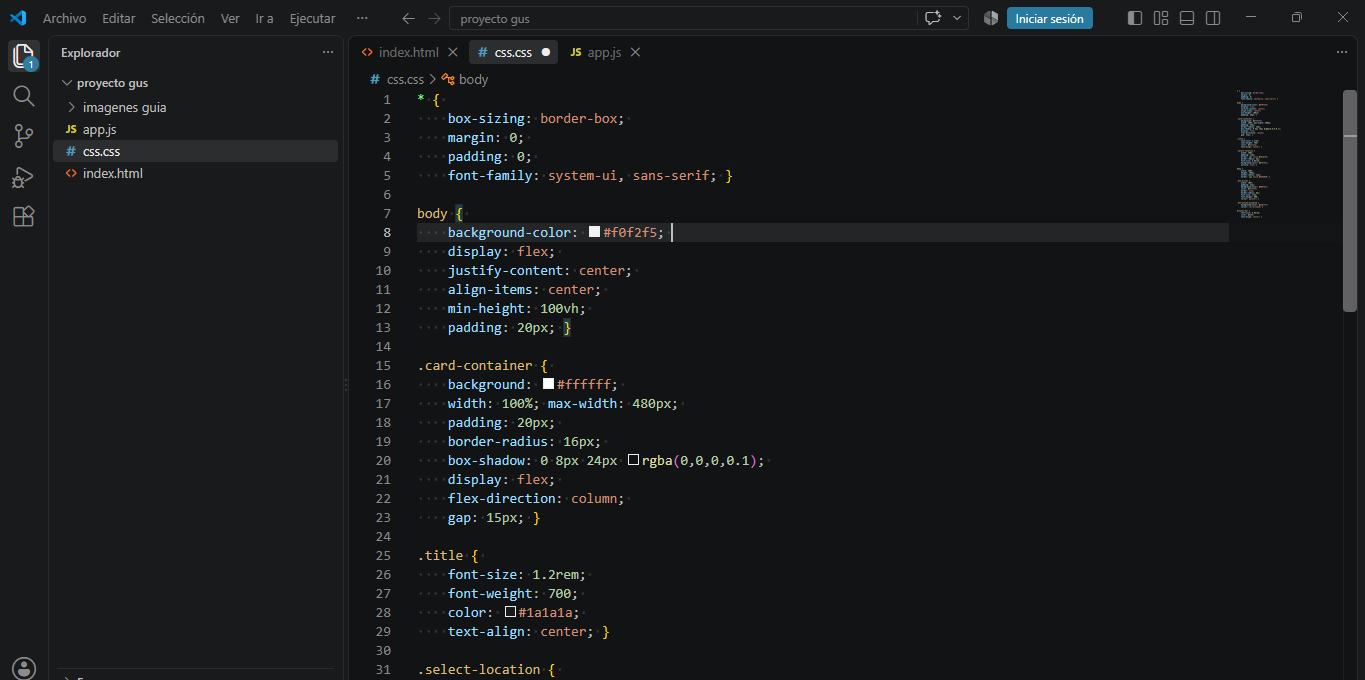 Archivo Editar Selección Ver Ir a Ejecutar ··· proyecto gus Iniciar sesión
Explorador ···
proyecto gus
imagenes guia
JS app.js
# css.css
<> index.html
1
<> index.html # css.css JS app.js ···
# css.css > body
1 * {
2 box-sizing: border-box;
3 margin: 0;
4 padding: 0;
5 font-family: system-ui, sans-serif; }
6
7 body {
8 background-color: #f0f2f5;
9 display: flex;
10 justify-content: center;
11 align-items: center;
12 min-height: 100vh;
13 padding: 20px; }
14
15 .card-container {
16 background: #ffffff;
17 width: 100%; max-width: 480px;
18 padding: 20px;
19 border-radius: 16px;
20 box-shadow: 0 8px 24px rgba(0,0,0,0.1);
21 display: flex;
22 flex-direction: column;
23 gap: 15px; }
24
25 .title {
26 font-size: 1.2rem;
27 font-weight: 700;
28 color: #1a1a1a;
29 text-align: center; }
30
31 .select-location {